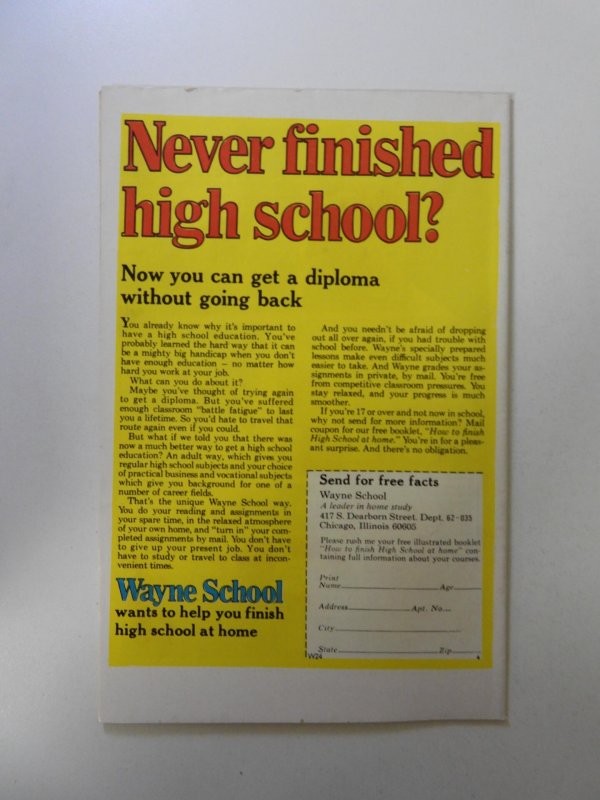 Never finished
high school?
Now you can get a diploma
without going back
You already know why it's important to
have a high school education. You've
probably learned the hard way that it can
be a mighty big handicap when you don't
have enough education — no matter how
hard you work at your job.
What can you do about it?
Maybe you've thought of trying again
to get a diploma. But you've suffered
enough classroom "battle fatigue" to last
you a lifetime. So you'd hate to travel that
route again even if you could.
But what if we told you that there was
now a much better way to get a high school
education? An adult way, which gives you
regular high school subjects and your choice
of practical business and vocational subjects
which give you background for one of a
number of career fields.
That's the unique Wayne School way.
You do your reading and assignments in
your spare time, in the relaxed atmosphere
of your own home, and "turn in" your com-
pleted assignments by mail. You don't have
to give up your present job. You don't
have to study or travel to class at incon-
venient times.
Wayne School
wants to help you finish
high school at home
And you needn't be afraid of dropping
out all over again, if you had trouble with
school before. Wayne's specially prepared
lessons make even difficult subjects much
easier to take. And Wayne grades your as-
signments in private, by mail. You're free
from competitive classroom pressures. You
stay relaxed, and your progress is much
smoother.
If you're 17 or over and not now in school,
why not send for more information? Mail
coupon for our free booklet, "How to finish
High School at home." You're in for a pleas-
ant surprise. And there's no obligation.
Send for free facts
Wayne School
A leader in home study
417 S. Dearborn Street. Dept. 62-035
Chicago, Illinois 60605
Please rush me your free illustrated booklet
"How to finish High School at home" con-
taining full information about your courses.
Print
Name Age
Address Apt. No.
City
State Zip
W24 4